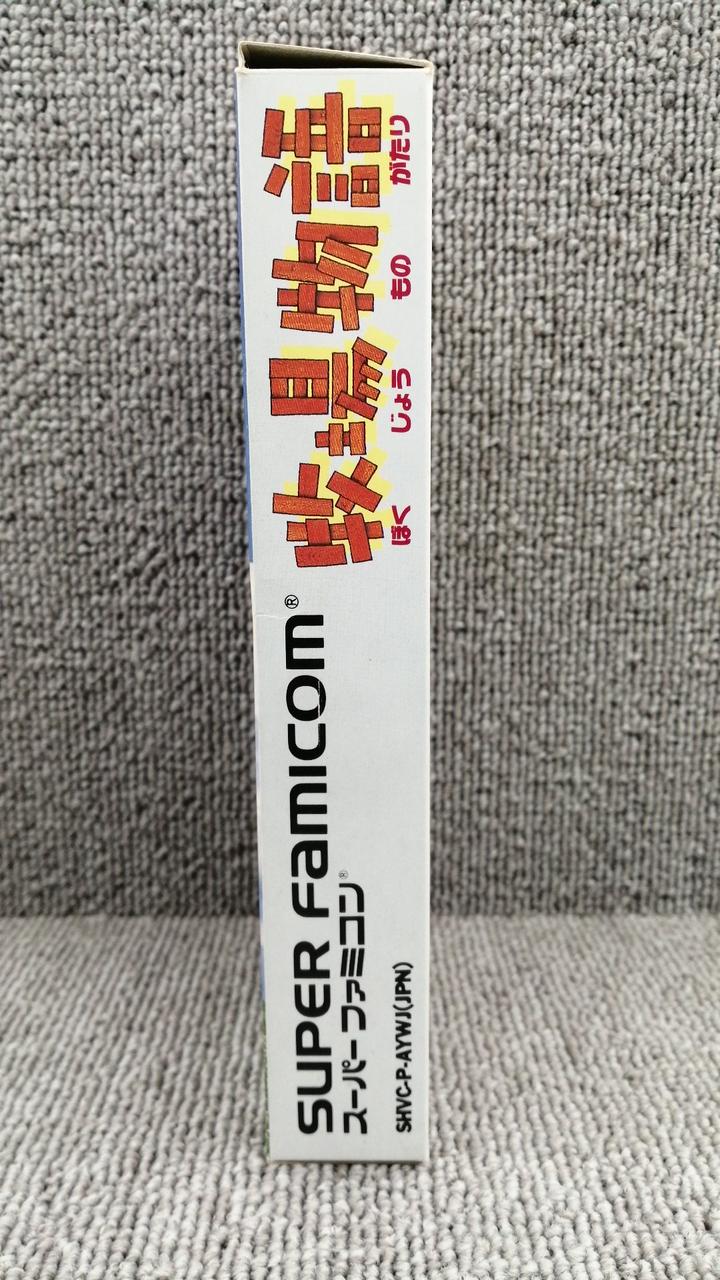 SUPER Famicom®
スーパーファミコン®
SHVC-P-AYWJ(JPN)
牧場物語
ぼく じょう もの がたり